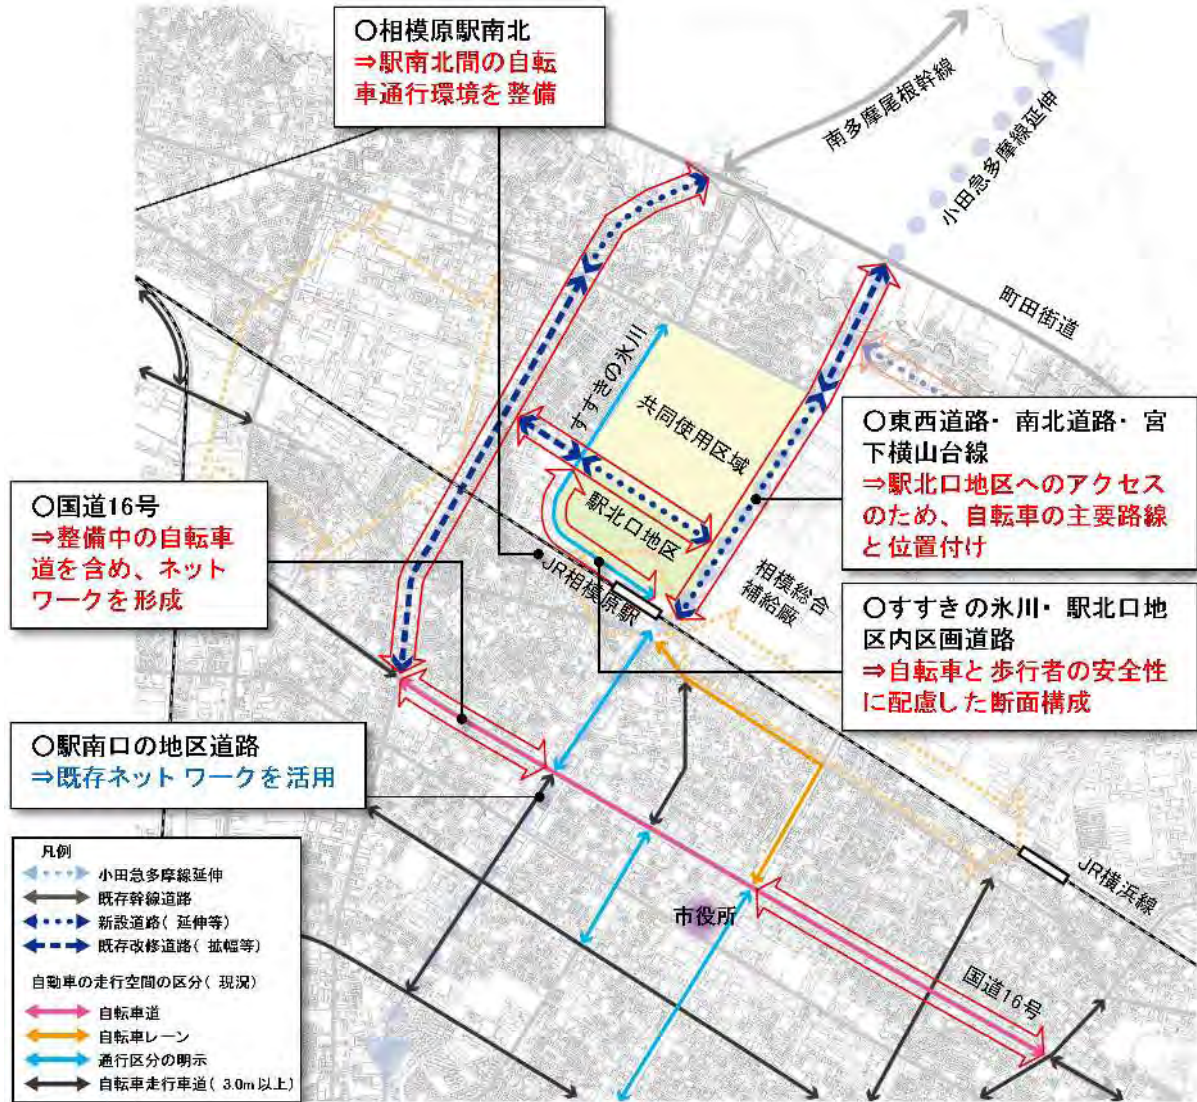 ○相模原駅南北
⇒駅南北間の自転
車通行環境を整備
南多摩尾根幹線
小田急多摩線延伸
町田街道
すすきの氷川
共同使用区域
駅北口地区
JR相模原駅
相模総合
補給廠
○東西道路・南北道路・宮
下横山台線
⇒駅北口地区へのアクセス
のため、自転車の主要路線
と位置付け
○国道16号
⇒整備中の自転車
道を含め、ネット
ワークを形成
○すすきの氷川・駅北口地
区内区画道路
⇒自転車と歩行者の安全性
に配慮した断面構成
○駅南口の地区道路
⇒既存ネットワークを活用
JR横浜線
市役所
国道16号
凡例
小田急多摩線延伸
既存幹線道路
新設道路(延伸等)
既存改修道路(拡幅等)
自動車の走行空間の区分(現況)
自転車道
自転車レーン
通行区分の明示
自転車走行車道(3.0m以上)